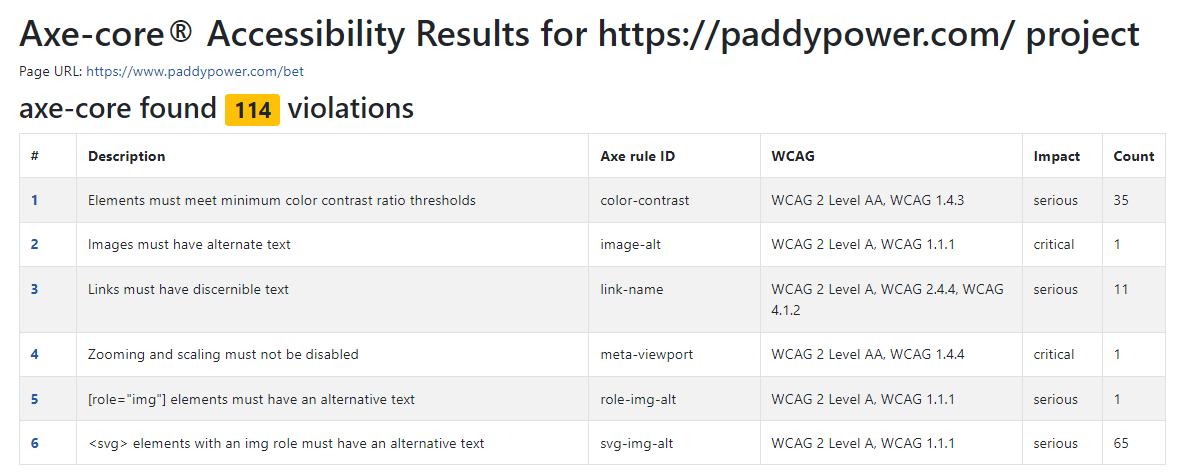 Axe-core® Accessibility Results for https://paddypower.com/ project
Page URL: https://www.paddypower.com/bet
axe-core found 114 violations
# Description Axe rule ID WCAG Impact Count
1 Elements must meet minimum color contrast ratio thresholds color-contrast WCAG 2 Level AA, WCAG 1.4.3 serious 35
2 Images must have alternate text image-alt WCAG 2 Level A, WCAG 1.1.1 critical 1
3 Links must have discernible text link-name WCAG 2 Level A, WCAG 2.4.4, WCAG serious 11
4.1.2
4 Zooming and scaling must not be disabled meta-viewport WCAG 2 Level AA, WCAG 1.4.4 critical 1
5 [role="img"] elements must have an alternative text role-img-alt WCAG 2 Level A, WCAG 1.1.1 serious 1
6 <svg> elements with an img role must have an alternative text svg-img-alt WCAG 2 Level A, WCAG 1.1.1 serious 65